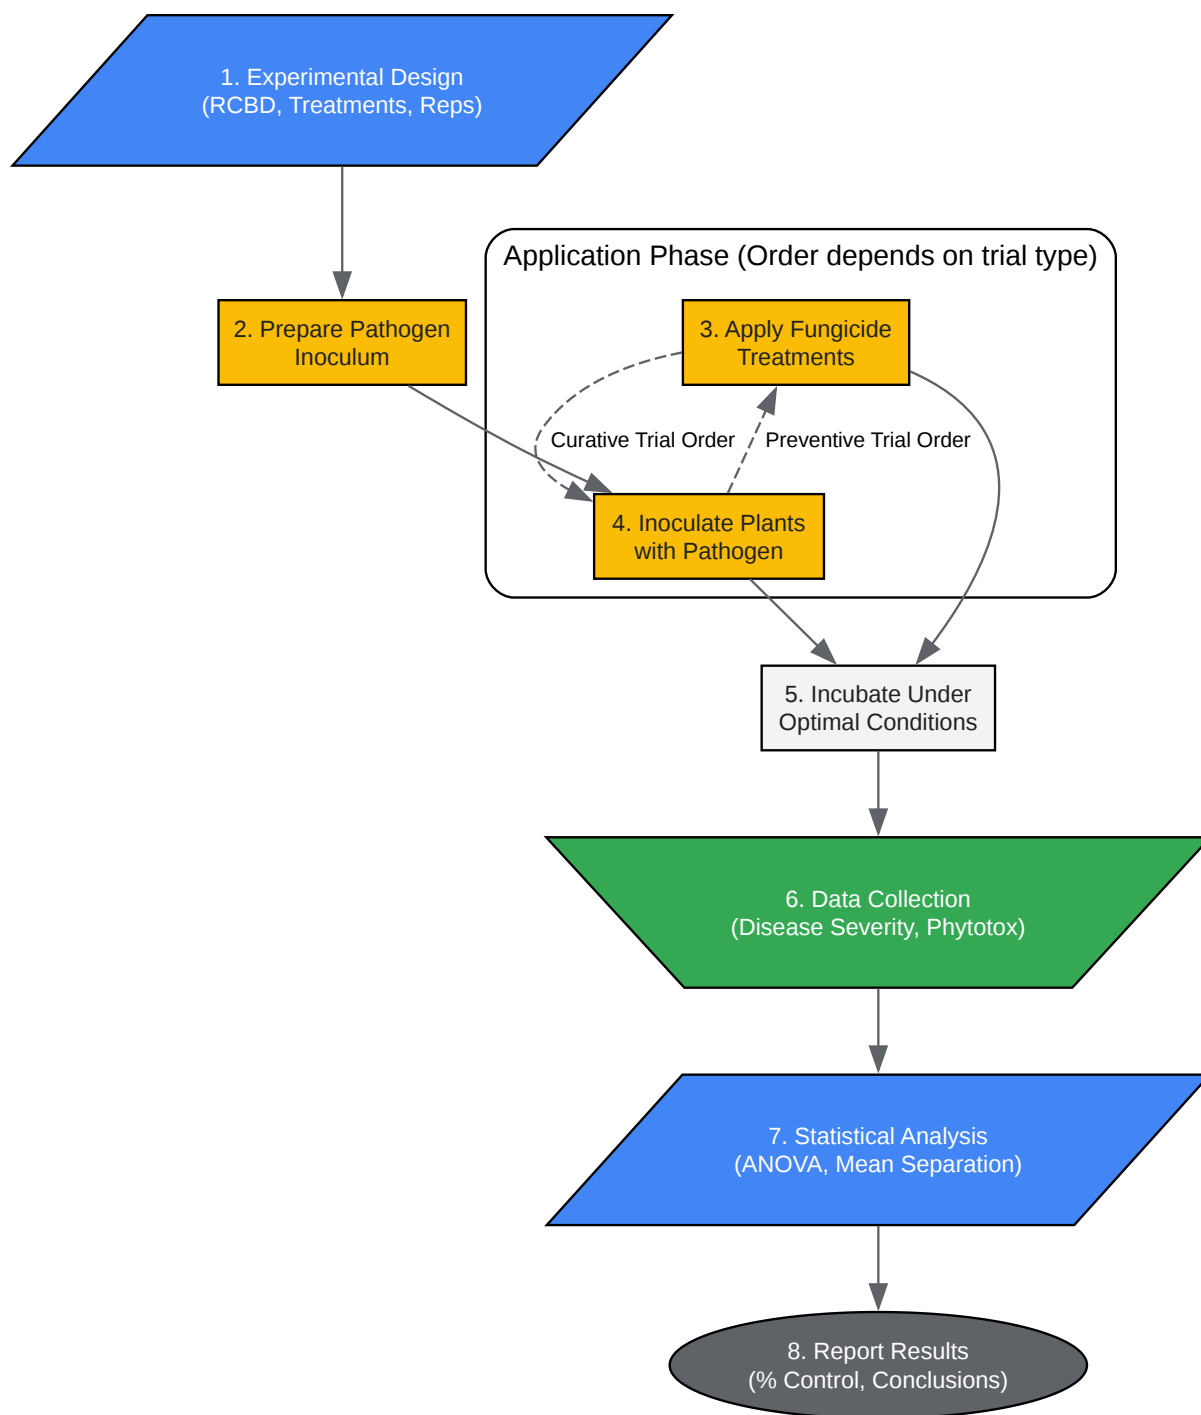 1. Experimental Design
(RCBD, Treatments, Reps)
Application Phase (Order depends on trial type)
2. Prepare Pathogen
Inoculum
3. Apply Fungicide
Treatments
Curative Trial Order
Preventive Trial Order
4. Inoculate Plants
with Pathogen
5. Incubate Under
Optimal Conditions
6. Data Collection
(Disease Severity, Phytotox)
7. Statistical Analysis
(ANOVA, Mean Separation)
8. Report Results
(% Control, Conclusions)